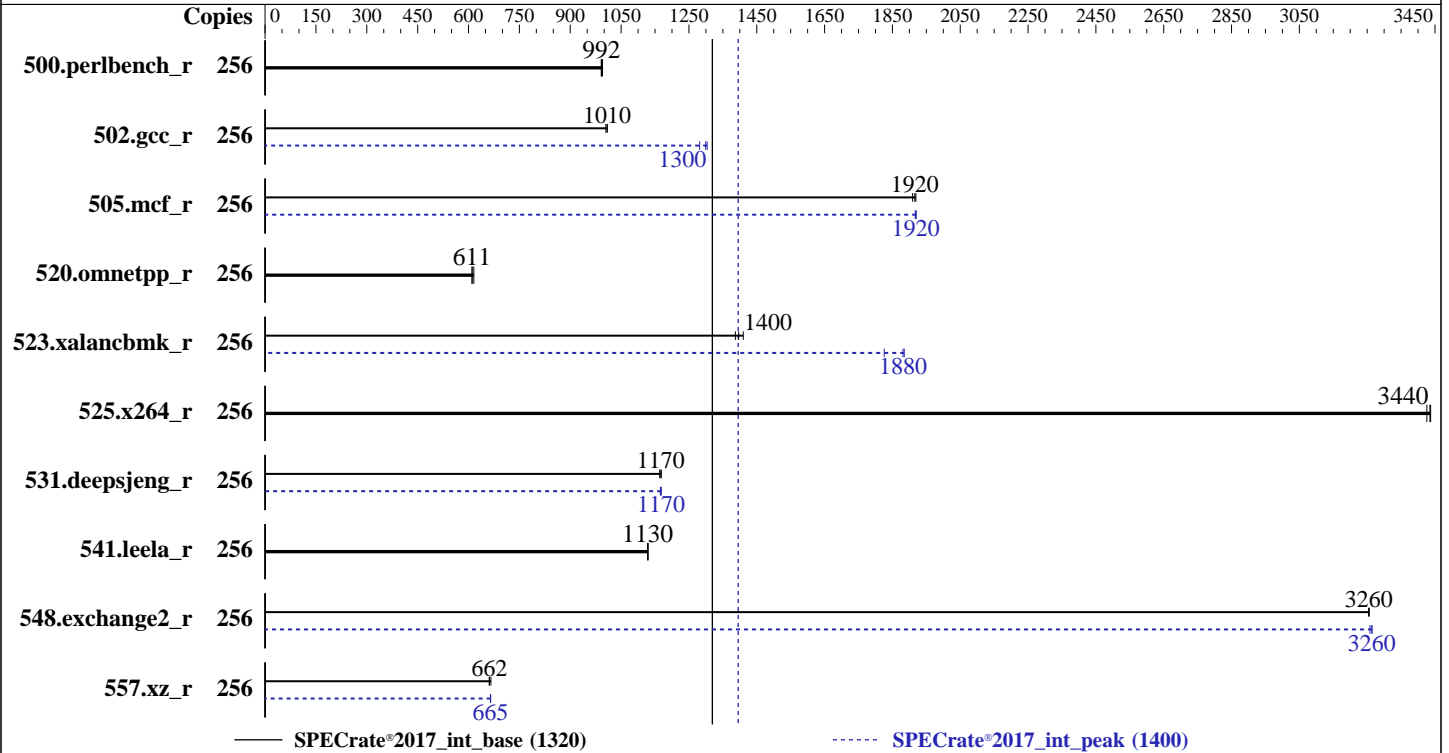 Copies 0 150 300 450 600 750 900 1050 1250 1450 1650 1850 2050 2250 2450 2650 2850 3050 3450
992
500.perlbench_r 256
1010
502.gcc_r 256
1300
1920
505.mcf_r 256
1920
611
520.omnetpp_r 256
1400
523.xalancbmk_r 256
1880
3440
525.x264_r 256
1170
531.deepsjeng_r 256
1170
1130
541.leela_r 256
3260
548.exchange2_r 256
3260
662
557.xz_r 256
665
SPECrate®2017_int_base (1320) SPECrate®2017_int_peak (1400)